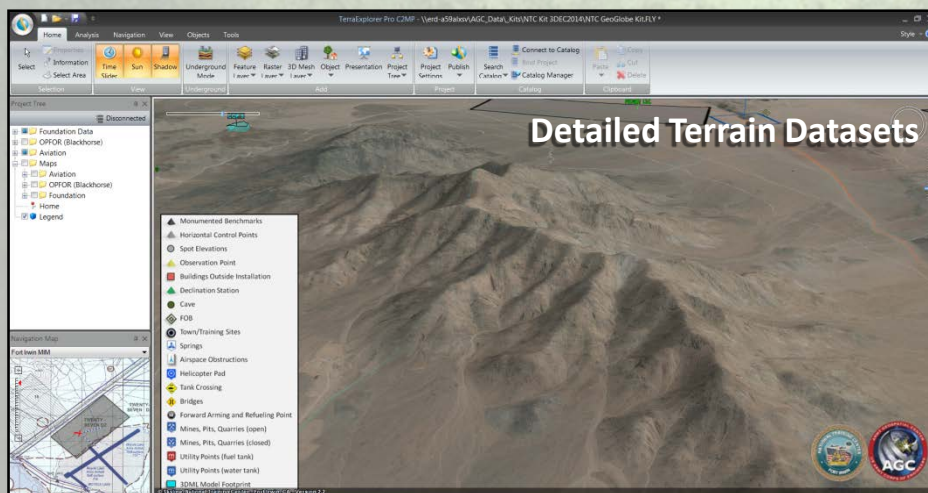 TerraExplorer Pro C2MP - \\erd-a59alxsv\AGC_Data\_Kits\NTC Kit 3DEC2014\NTC GeoGlobe Kit.FLY *
Home Analysis Navigation View Objects Tools
Style
Select
Properties
Information
Select Area
Time Slider
Sun
Shadow
Underground Mode
Feature Layer
Raster Layer
3D Mesh Layer
Object
Presentation
Project Tree
Project Settings
Publish
Search Catalog
Connect to Catalog
Bind Project
Catalog Manager
Paste
Copy
Cut
Delete
Selection View Underground Add Project Catalog Clipboard
Project Tree
Disconnected
Foundation Data
OPFOR (Blackhorse)
Aviation
Maps
Aviation
OPFOR (Blackhorse)
Foundation
Home
Legend
Detailed Terrain Datasets
Monumented Benchmarks
Horizontal Control Points
Spot Elevations
Observation Point
Buildings Outside Installation
Declination Station
Cave
FOB
Town/Training Sites
Springs
Airspace Obstructions
Helicopter Pad
Tank Crossing
Bridges
Forward Arming and Refueling Point
Mines, Pits, Quarries (open)
Mines, Pits, Quarries (closed)
Utility Points (fuel tank)
Utility Points (water tank)
3DML Model Footprint
Navigation Map
Fort Irwin MIM
AGC